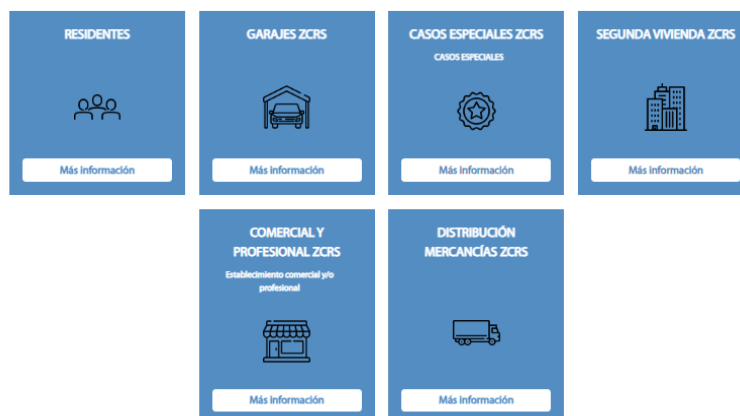 RESIDENTES
Más información
GARAJES ZCRS
Más información
CASOS ESPECIALES ZCRS
CASOS ESPECIALES
Más información
SEGUNDA VIVIENDA ZCRS
Más información
COMERCIAL Y
PROFESIONAL ZCRS
Establecimiento comercial y/o
profesional
Más información
DISTRIBUCIÓN
MERCANCÍAS ZCRS
Más información